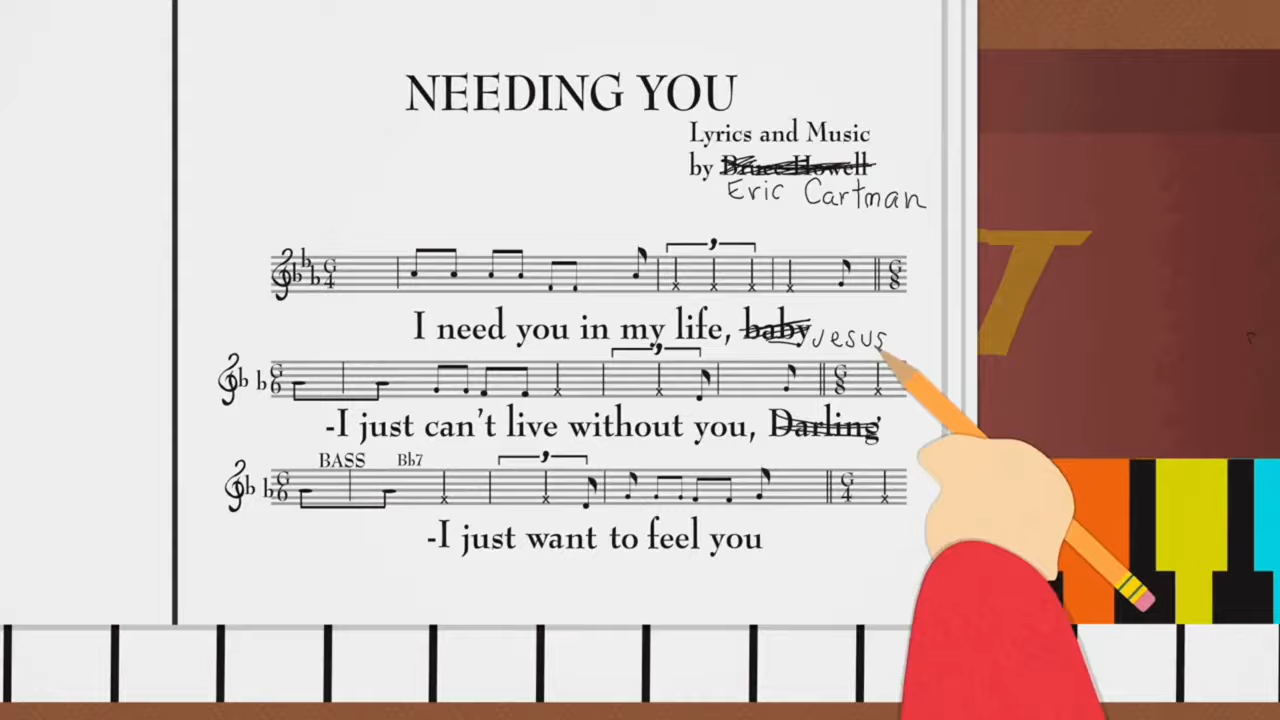 NEEDING YOU
Lyrics and Music
by Bruce Howell
Eric Cartman
I need you in my life, baby Jesus
-I just can't live without you, Darling
BASS Bb7
-I just want to feel you
T